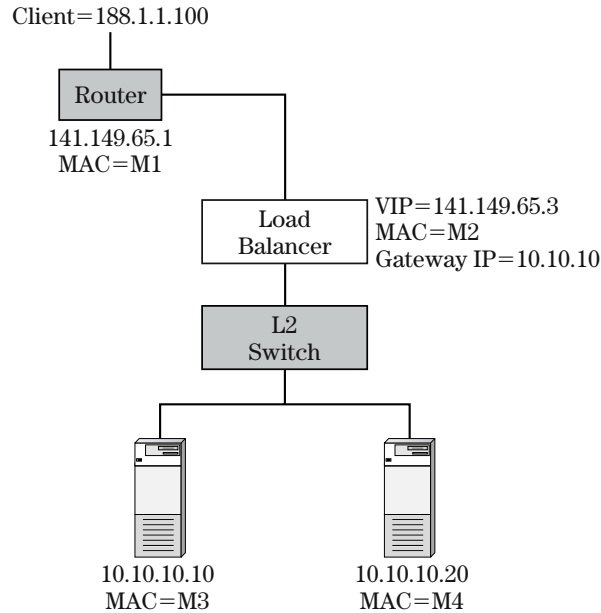 Client=188.1.1.100
Router
141.149.65.1
MAC=M1
Load
Balancer
VIP=141.149.65.3
MAC=M2
Gateway IP=10.10.10
L2
Switch
10.10.10.10
MAC=M3
10.10.10.20
MAC=M4